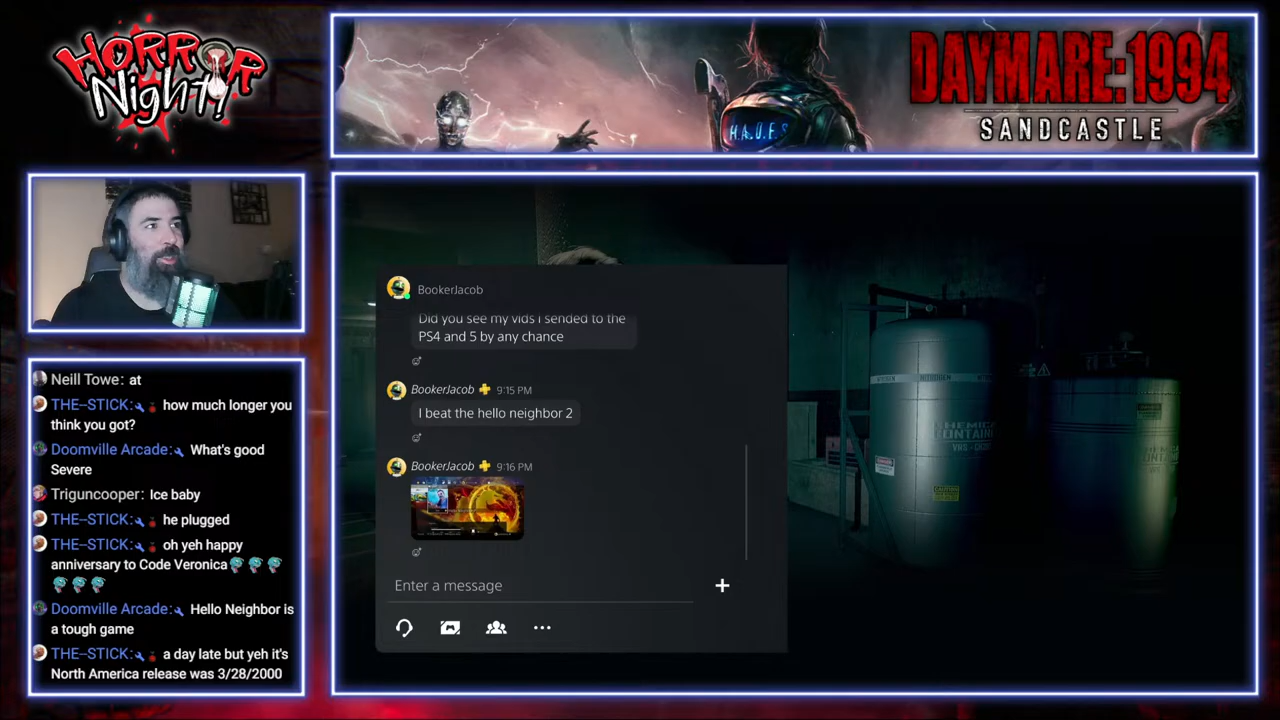 HORROR
Night!
DAYMARE:1994
SANDCASTLE
H.A.D.E.S
BookerJacob
Did you see my vids i sended to the
PS4 and 5 by any chance
BookerJacob 9:15 PM
I beat the hello neighbor 2
BookerJacob 9:16 PM
Enter a message
NITROGEN
CHEMICAL
CAUTION
Neill Towe: at
THE–STICK: how much longer you
think you got?
Doomville Arcade: What's good
Severe
Triguncooper: Ice baby
THE–STICK: he plugged
THE–STICK: oh yeh happy
anniversary to Code Veronica
Doomville Arcade: Hello Neighbor is
a tough game
THE–STICK: a day late but yeh it's
North America release was 3/28/2000